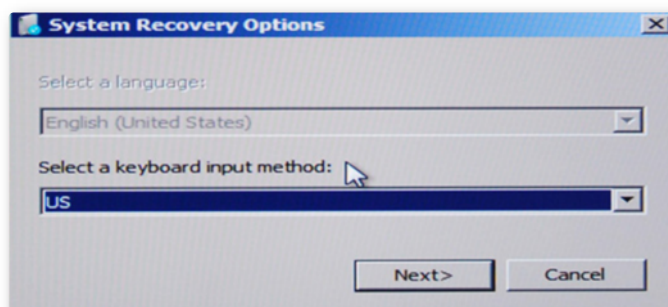 System Recovery Options
Select a language:
English (United States)
Select a keyboard input method:
US
Next>
Cancel